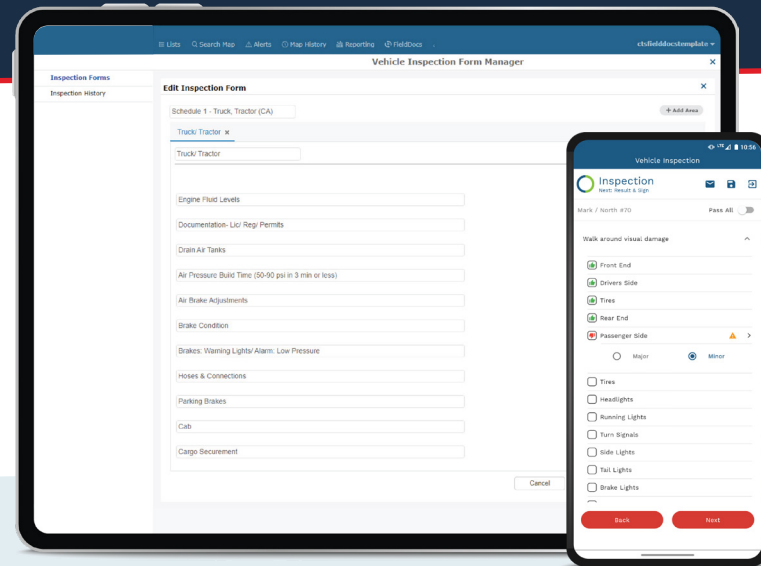 Lists Search Map Alerts Map History Reporting FieldDocs ctsfielddocstemplate
Vehicle Inspection Form Manager
Inspection Forms
Inspection History
Edit Inspection Form
Schedule 1 - Truck, Tractor (CA)
+ Add Area
Truck/ Tractor x
Truck/ Tractor
Engine Fluid Levels
Documentation- Lic/ Reg/ Permits
Drain Air Tanks
Air Pressure Build Time (50-90 psi in 3 min or less)
Air Brake Adjustments
Brake Condition
Brakes: Warning Lights/ Alarm: Low Pressure
Hoses & Connections
Parking Brakes
Cab
Cargo Securement
Cancel
LTE 10:56
Vehicle Inspection
Inspection
Next: Result & Sign
Mark / North #70 Pass All
Walk around visual damage
Front End
Drivers Side
Tires
Rear End
Passenger Side
Major Minor
Tires
Headlights
Running Lights
Turn Signals
Side Lights
Tail Lights
Brake Lights
Back Next